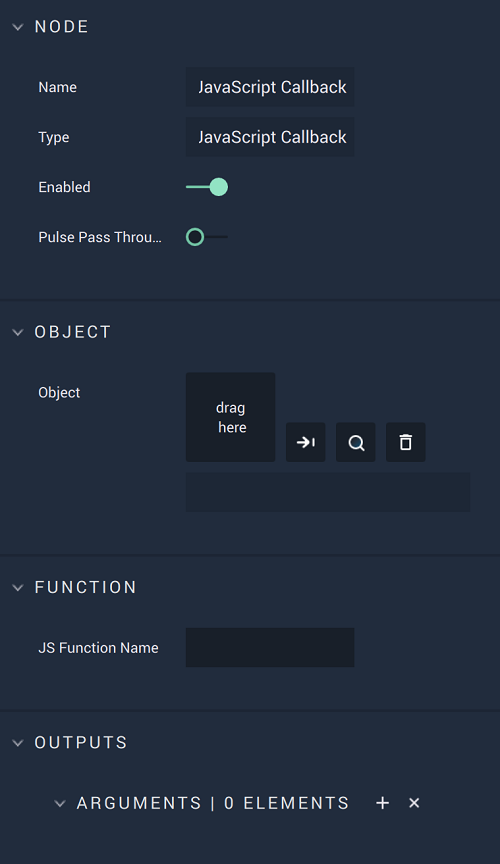 NODE
Name
JavaScript Callback
Type
JavaScript Callback
Enabled
Pulse Pass Throu...
OBJECT
Object
drag
here
FUNCTION
JS Function Name
OUTPUTS
ARGUMENTS | 0 ELEMENTS